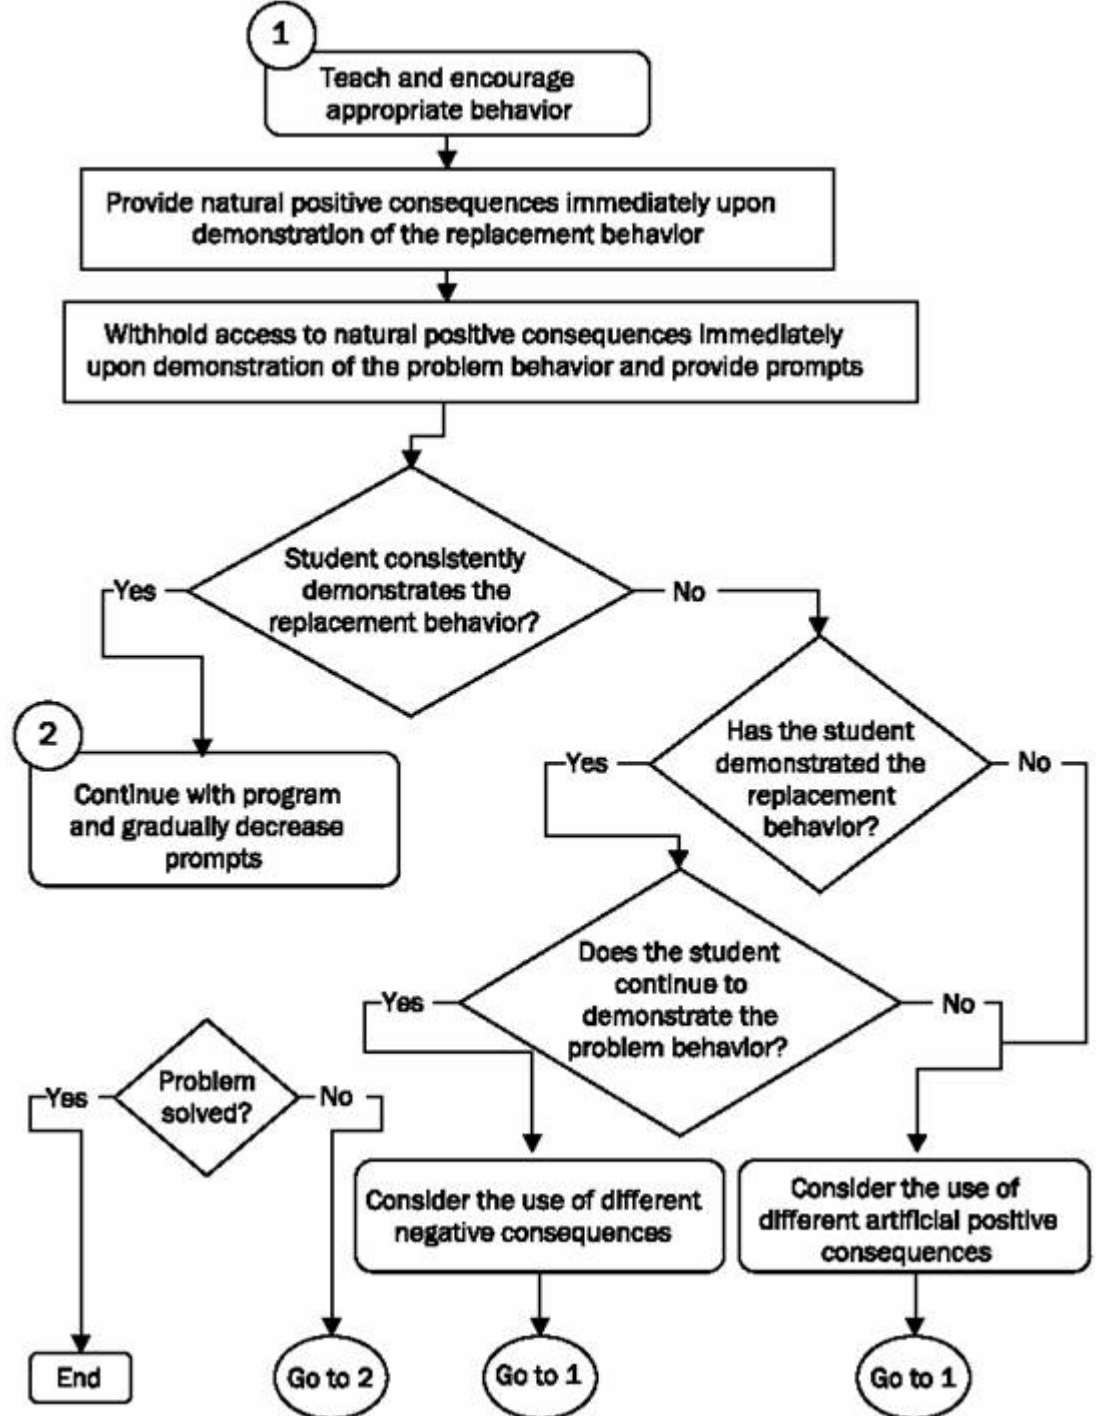 1
Teach and encourage
appropriate behavior
Provide natural positive consequences immediately upon
demonstration of the replacement behavior
Withhold access to natural positive consequences immediately
upon demonstration of the problem behavior and provide prompts
Student consistently
demonstrates the
replacement behavior?
Yes
No
2
Continue with program
and gradually decrease
prompts
Has the student
demonstrated the
replacement
behavior?
Yes
No
Does the student
continue to
demonstrate the
problem behavior?
Yes
No
Problem
solved?
Yes
No
Consider the use of different
negative consequences
Consider the use of
different artificial positive
consequences
End
Go to 2
Go to 1
Go to 1